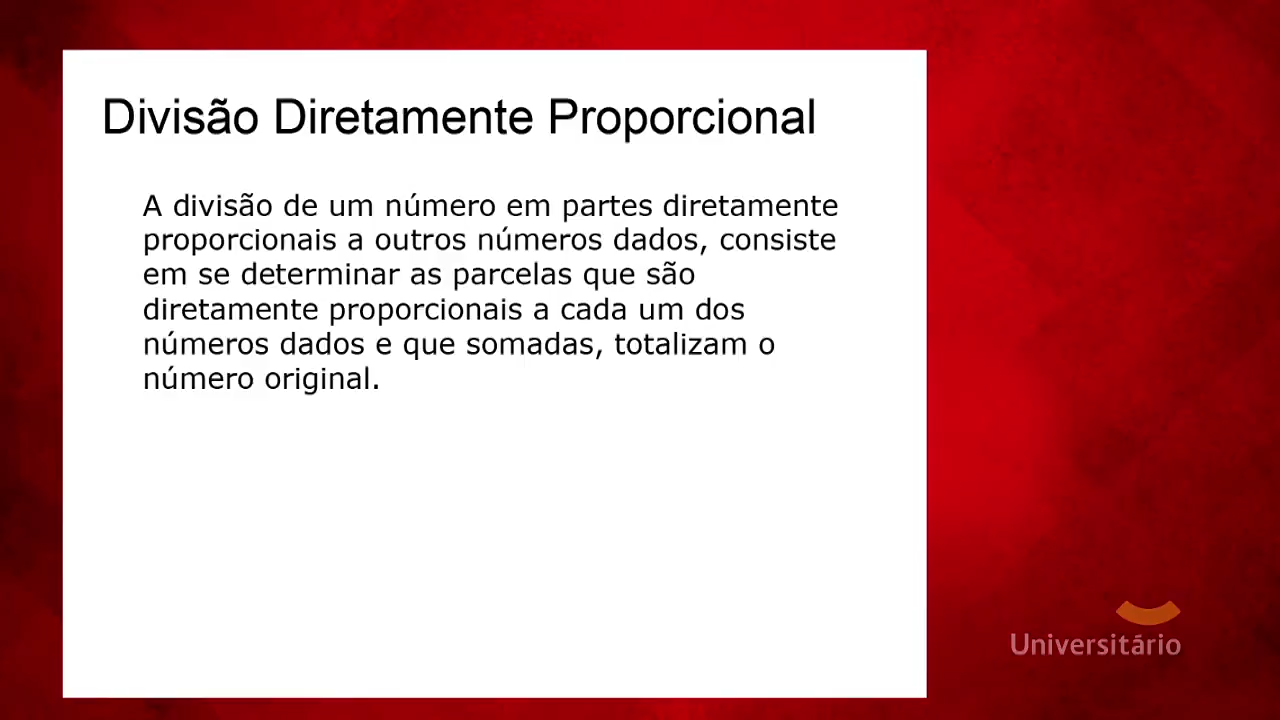 Divisão Diretamente Proporcional
A divisão de um número em partes diretamente
proporcionais a outros números dados, consiste
em se determinar as parcelas que são
diretamente proporcionais a cada um dos
números dados e que somadas, totalizam o
número original.
Universitário